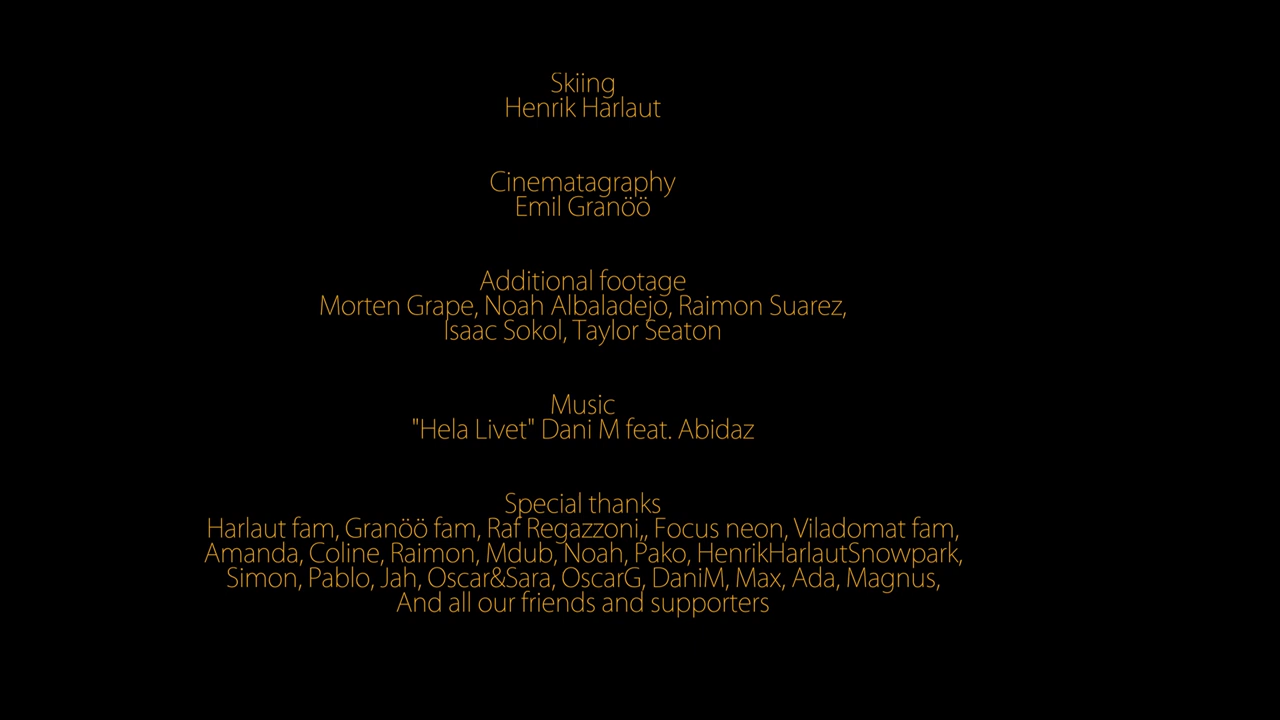 Skiing
Henrik Harlaut
Cinematagraphy
Emil Granöö
Additional footage
Morten Grape, Noah Albaladejo, Raimon Suarez,
Isaac Sokol, Taylor Seaton
Music
"Hela Livet" Dani M feat. Abidaz
Special thanks
Harlaut fam, Granöö fam, Raf Regazzoni,, Focus neon, Viladomat fam,
Amanda, Coline, Raimon, Mdub, Noah, Pako, HenrikHarlautSnowpark,
Simon, Pablo, Jah, Oscar&Sara, OscarG, DaniM, Max, Ada, Magnus,
And all our friends and supporters